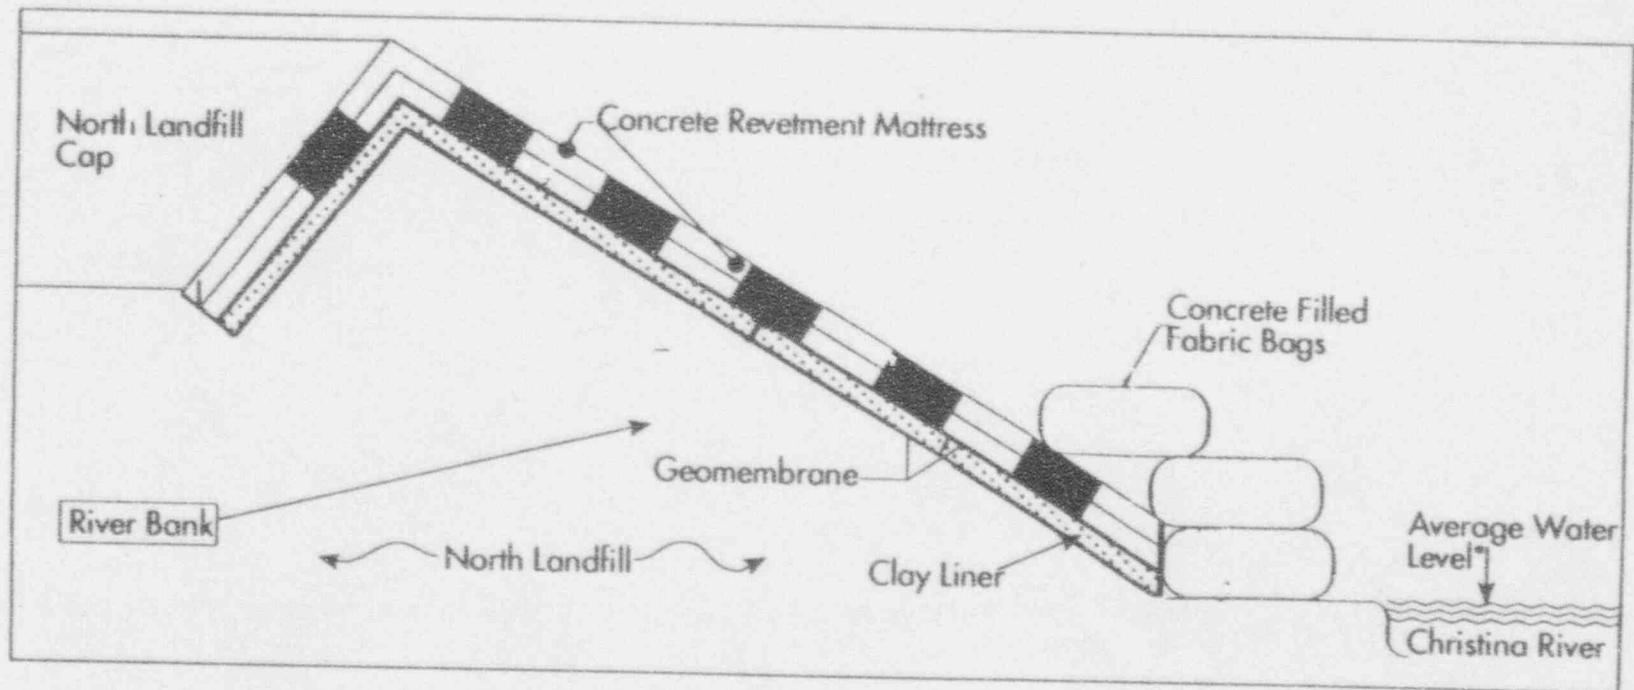 North Landfill
Cap
Concrete Revetment Mattress
Concrete Filled
Fabric Bags
Geomembrane
River Bank
North Landfill
Clay Liner
Average Water
Level*
Christina River